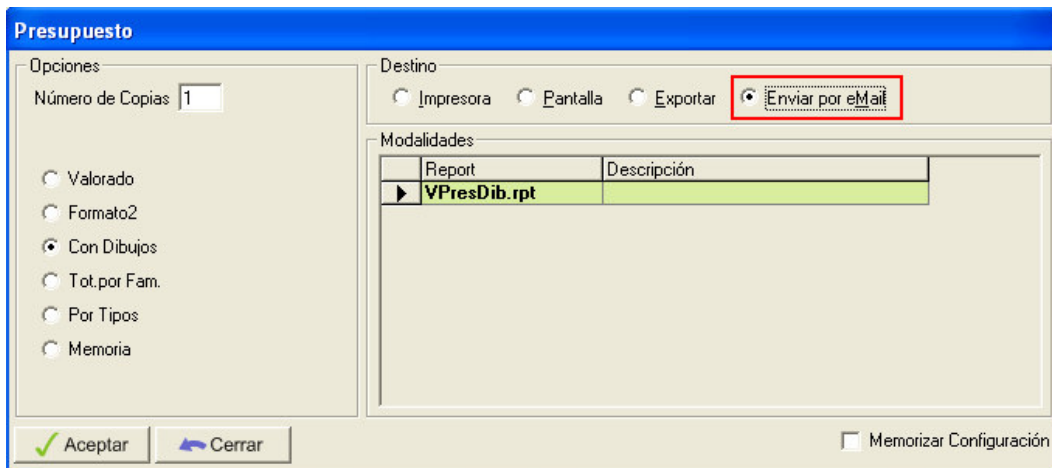 Presupuesto
Opciones
Número de Copias 1
Valorado
Formato2
Con Dibujos
Tot.por Fam.
Por Tipos
Memoria
Destino
Impresora Pantalla Exportar Enviar por eMail
Modalidades
Report Descripción
VPresDib.rpt
Aceptar Cerrar Memorizar Configuración